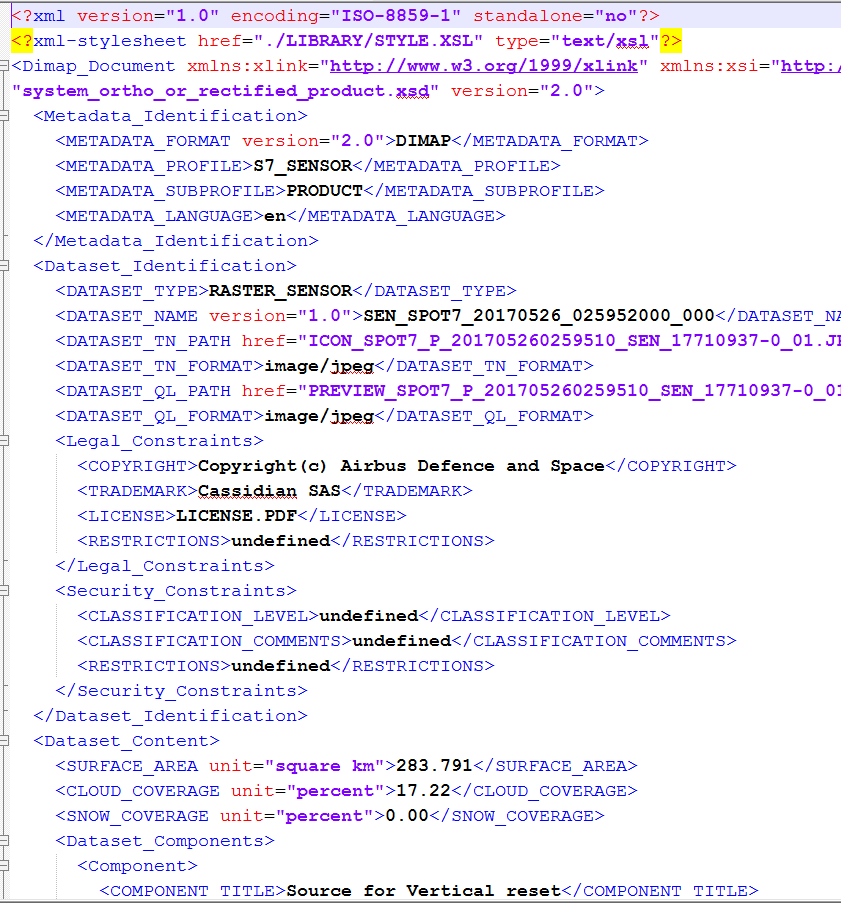 <?xml version="1.0" encoding="ISO-8859-1" standalone="no"?>
<?xml-stylesheet href="./LIBRARY/STYLE.XSL" type="text/xsl"?>
<Dimap_Document xmlns:xlink="http://www.w3.org/1999/xlink" xmlns:xsi="http:/
"system_ortho_or_rectified_product.xsd" version="2.0">
<Metadata_Identification>
<METADATA_FORMAT version="2.0">DIMAP</METADATA_FORMAT>
<METADATA_PROFILE>S7_SENSOR</METADATA_PROFILE>
<METADATA_SUBPROFILE>PRODUCT</METADATA_SUBPROFILE>
<METADATA_LANGUAGE>en</METADATA_LANGUAGE>
</Metadata_Identification>
<Dataset_Identification>
<DATASET_TYPE>RASTER_SENSOR</DATASET_TYPE>
<DATASET_NAME version="1.0">SEN_SPOT7_20170526_025952000_000</DATASET_NA
<DATASET_TN_PATH href="ICON_SPOT7_P_201705260259510_SEN_17710937-0_01.JP
<DATASET_TN_FORMAT>image/jpeg</DATASET_TN_FORMAT>
<DATASET_QL_PATH href="PREVIEW_SPOT7_P_201705260259510_SEN_17710937-0_01
<DATASET_QL_FORMAT>image/jpeg</DATASET_QL_FORMAT>
<Legal_Constraints>
<COPYRIGHT>Copyright(c) Airbus Defence and Space</COPYRIGHT>
<TRADEMARK>Cassidian SAS</TRADEMARK>
<LICENSE>LICENSE.PDF</LICENSE>
<RESTRICTIONS>undefined</RESTRICTIONS>
</Legal_Constraints>
<Security_Constraints>
<CLASSIFICATION_LEVEL>undefined</CLASSIFICATION_LEVEL>
<CLASSIFICATION_COMMENTS>undefined</CLASSIFICATION_COMMENTS>
<RESTRICTIONS>undefined</RESTRICTIONS>
</Security_Constraints>
</Dataset_Identification>
<Dataset_Content>
<SURFACE_AREA unit="square km">283.791</SURFACE_AREA>
<CLOUD_COVERAGE unit="percent">17.22</CLOUD_COVERAGE>
<SNOW_COVERAGE unit="percent">0.00</SNOW_COVERAGE>
<Dataset_Components>
<Component>
<COMPONENT_TITLE>Source for Vertical reset</COMPONENT_TITLE>